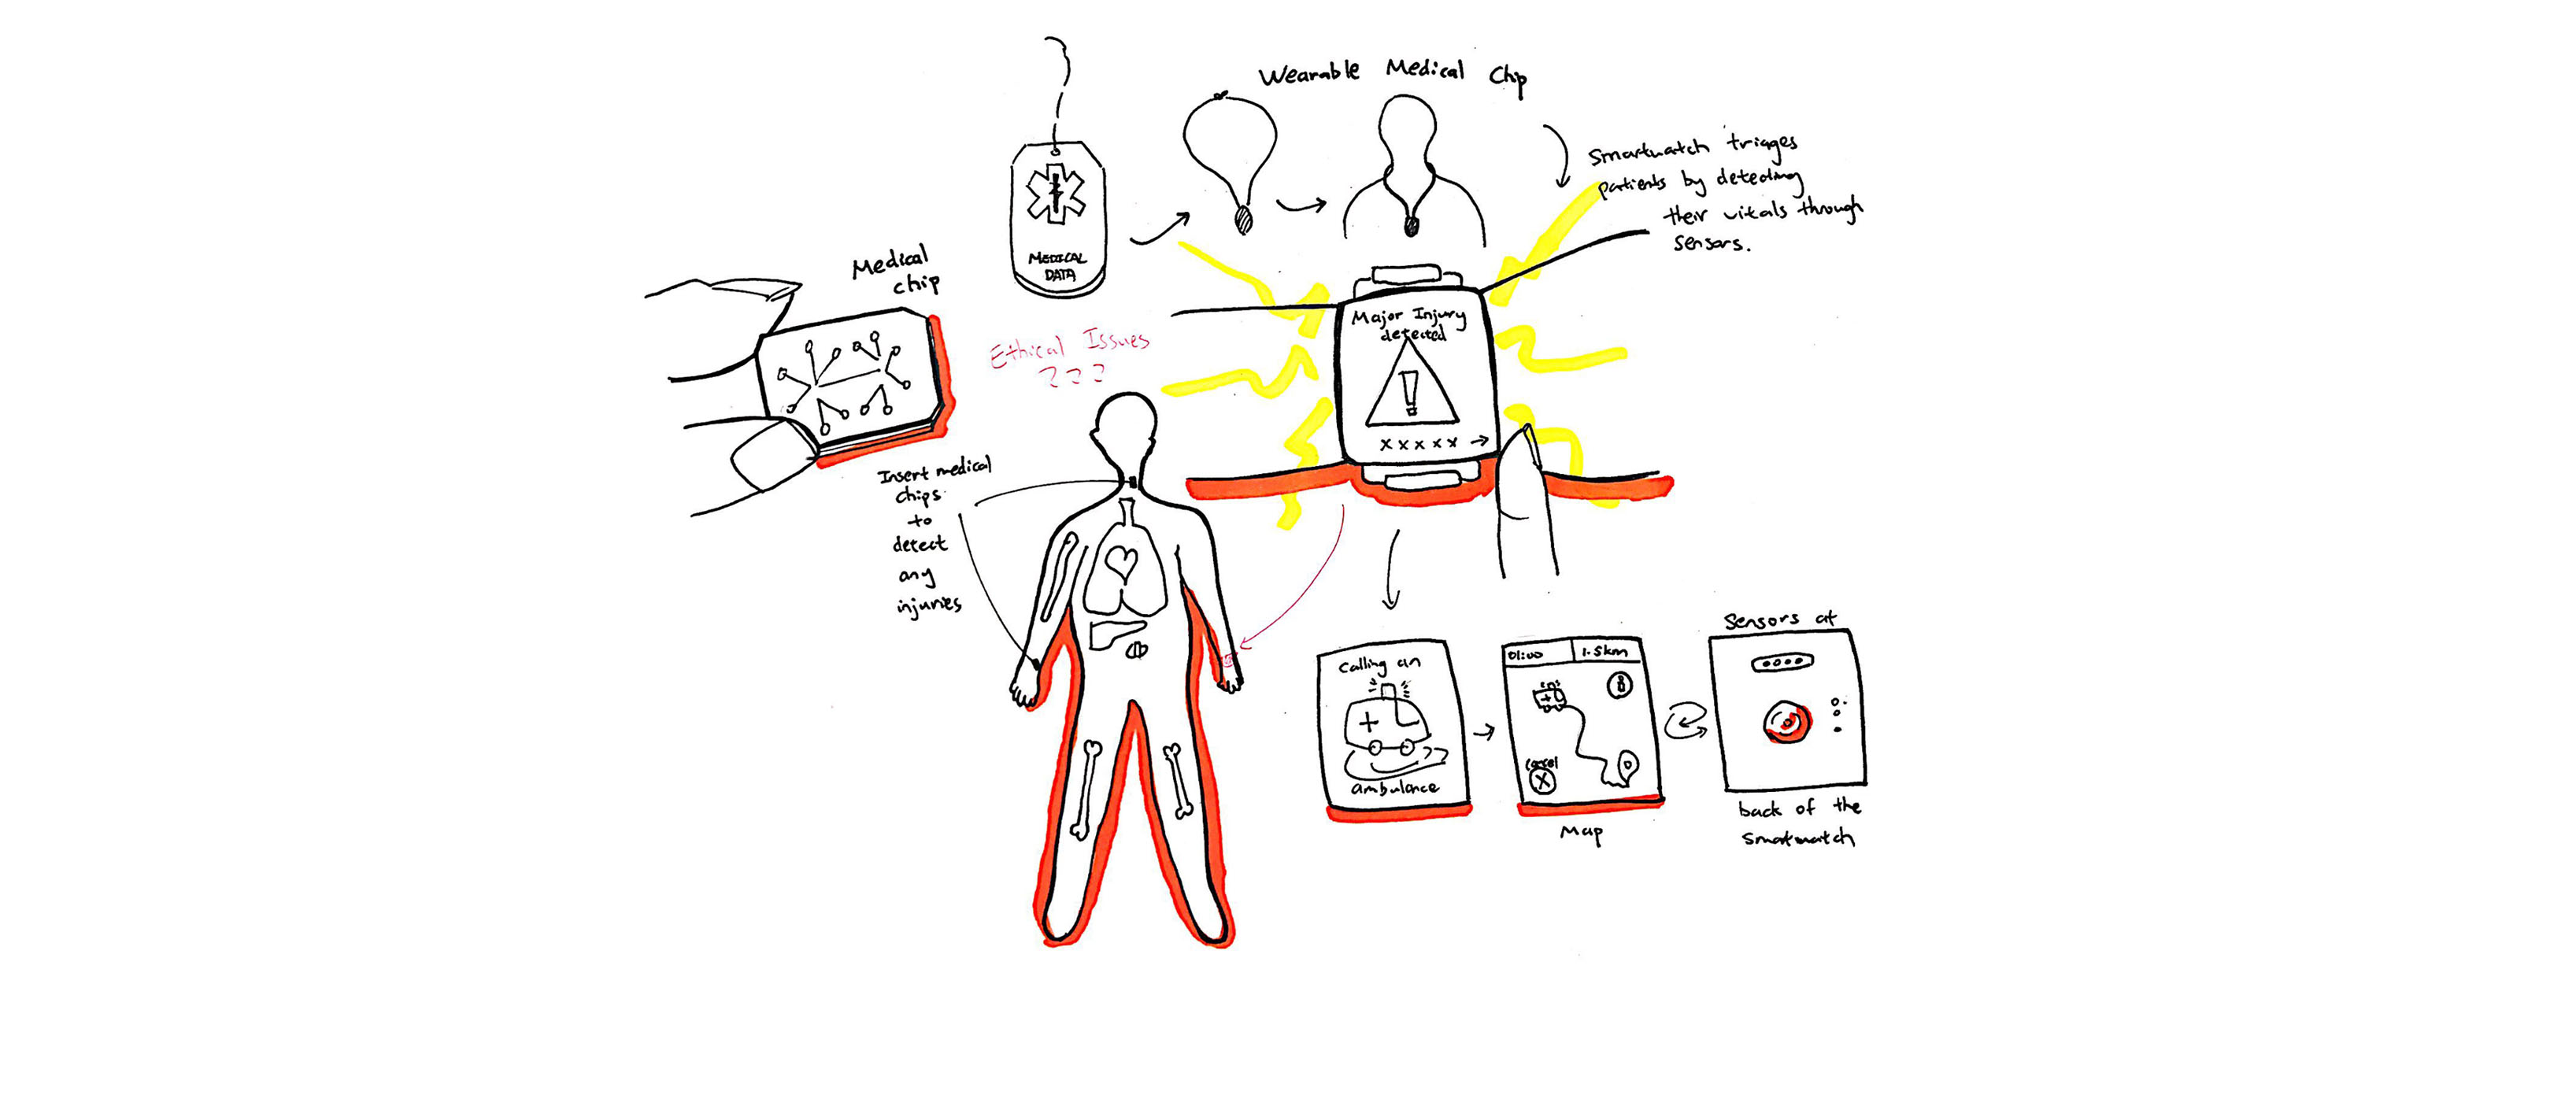 Wearable Medical Chip
Smartwatch triages
patients by detecting
their vitals through
sensors.
MEDICAL
DATA
Medical
chip
Ethical Issues
???
Major Injury
detected
!
xxxxx →
Insert medical
chips
to
detect
any
injuries
Calling an
ambulance
01:00
1.5km
cancel
X
Map
Sensors at
back of the
Smartwatch